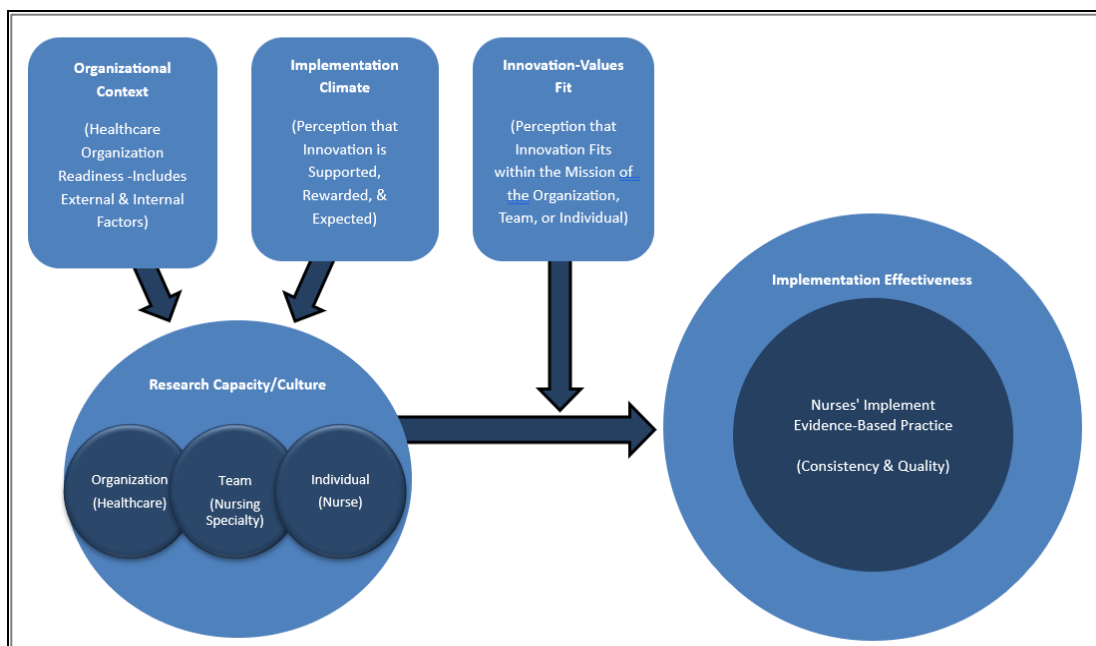 Organizational
Context
(Healthcare
Organization
Readiness -Includes
External & Internal
Factors)
Implementation
Climate
(Perception that
Innovation is
Supported,
Rewarded, &
Expected)
Innovation-Values
Fit
(Perception that
Innovation Fits
within the Mission of
the Organization,
Team, or Individual)
Research Capacity/Culture
Organization
(Healthcare)
Team
(Nursing
Specialty)
Individual
(Nurse)
Implementation Effectiveness
Nurses' Implement
Evidence-Based Practice
(Consistency & Quality)